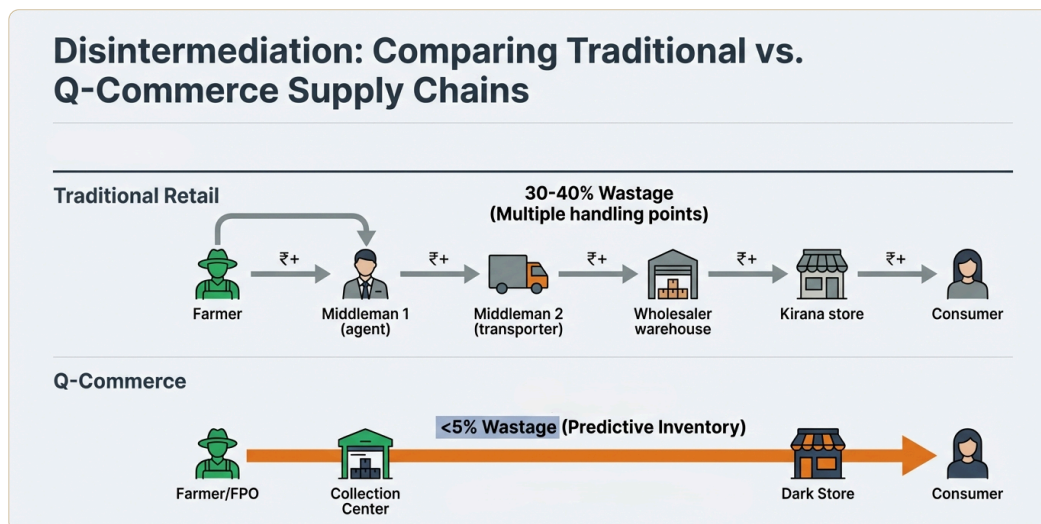 Disintermediation: Comparing Traditional vs.
Q-Commerce Supply Chains
Traditional Retail
30-40% Wastage
(Multiple handling points)
₹+ ₹+ ₹+ ₹+ ₹+
Farmer
Middleman 1
(agent)
Middleman 2
(transporter)
Wholesaler
warehouse
Kirana store
Consumer
Q-Commerce
<5% Wastage (Predictive Inventory)
Farmer/FPO
Collection
Center
Dark Store
Consumer